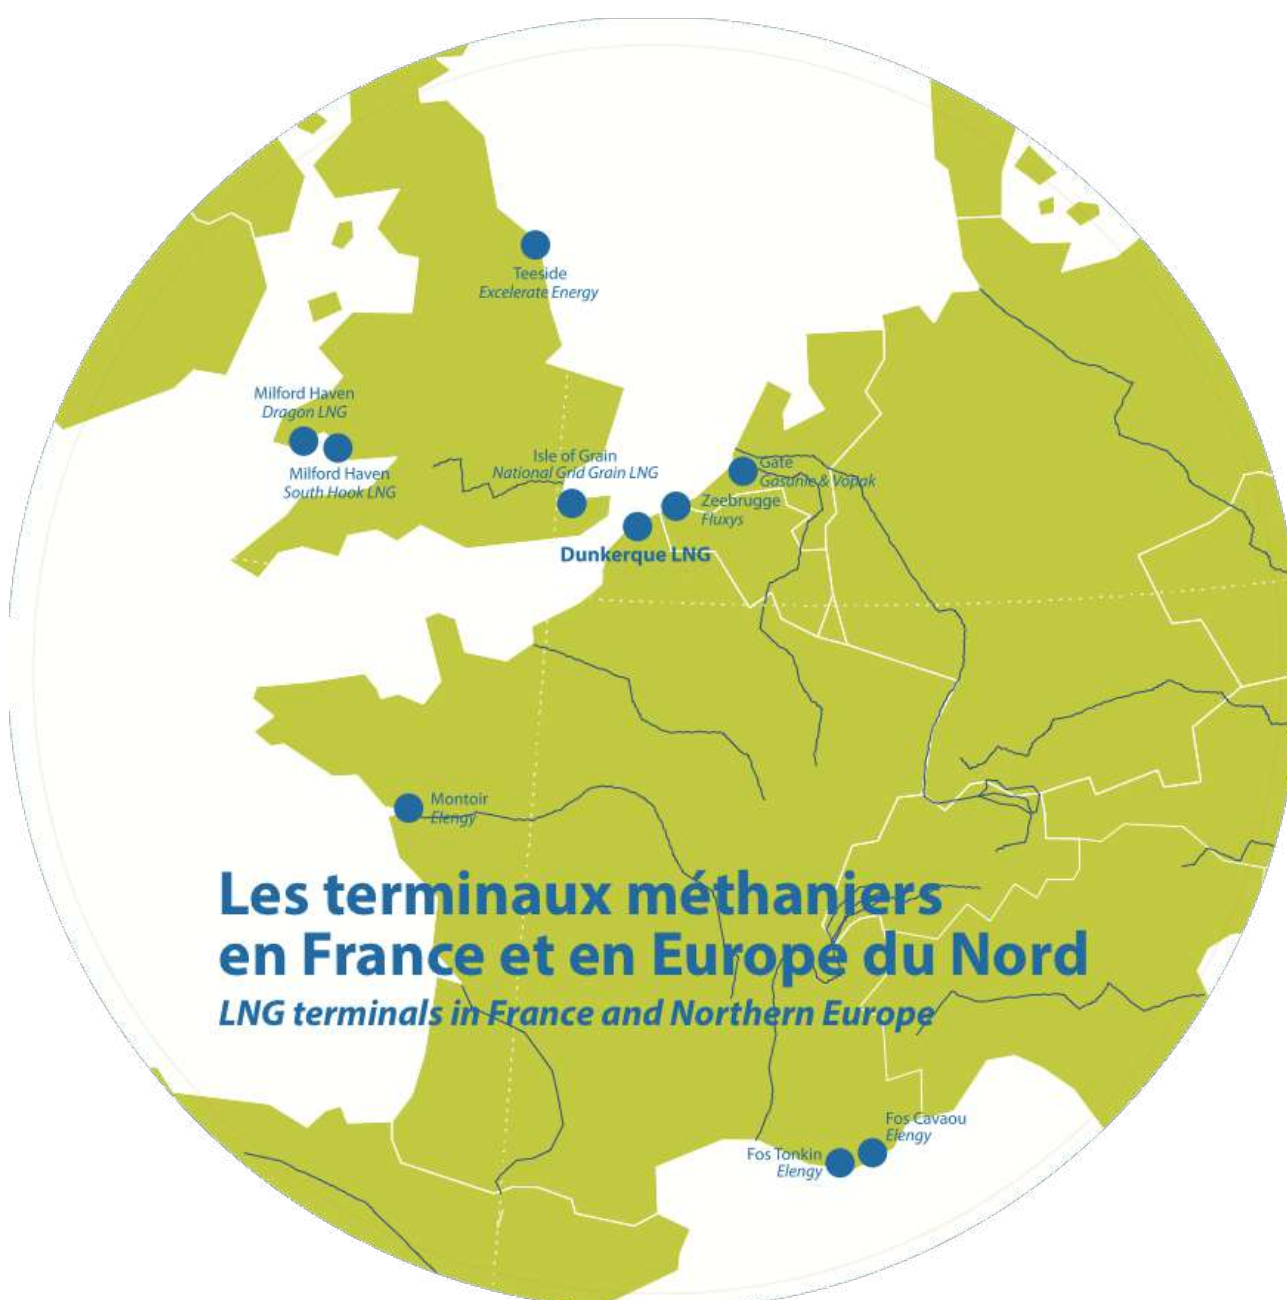 Teeside
Excelerate Energy
Milford Haven
Dragon LNG
Milford Haven
South Hook LNG
Isle of Grain
National Grid Grain LNG
Gate
Gasunie & Vopak
Zeebrugge
Fluxys
Dunkerque LNG
Montoir
Elengy
Les terminaux méthaniers
en France et en Europe du Nord
LNG terminals in France and Northern Europe
Fos Cavaou
Elengy
Fos Tonkin
Elengy